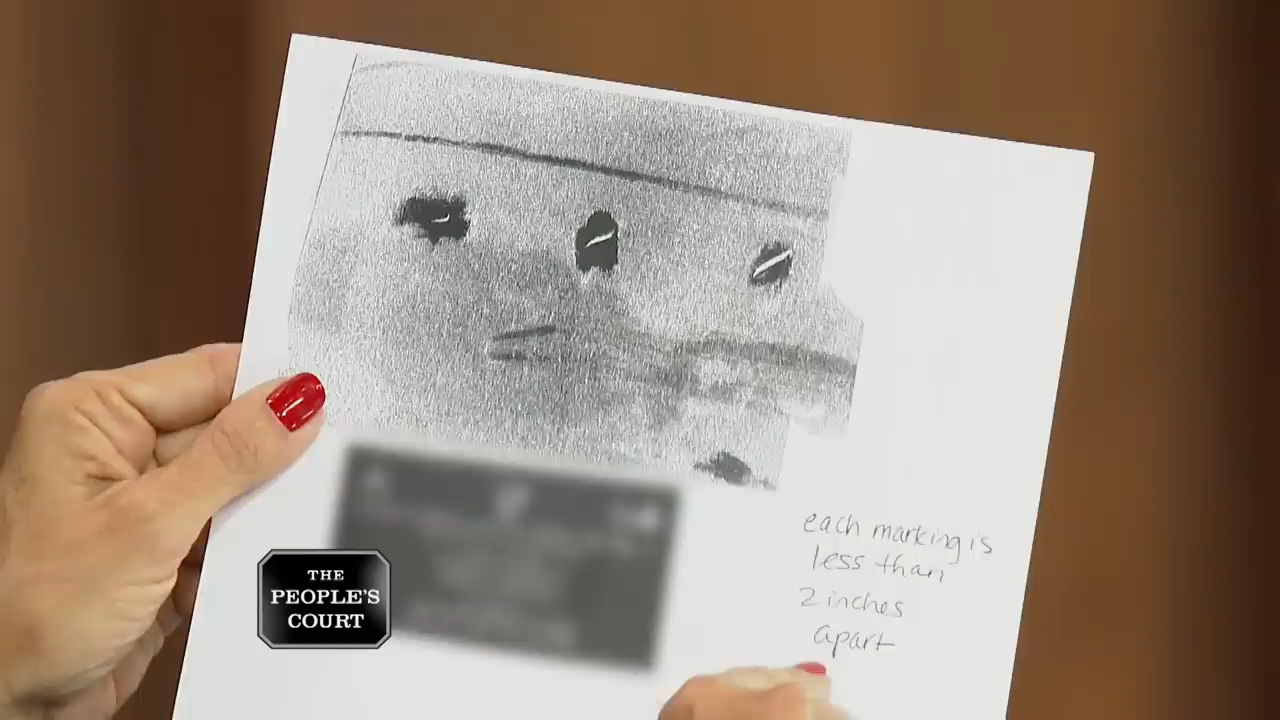 THE
PEOPLE'S
COURT
each marking is
less than
2 inches
apart